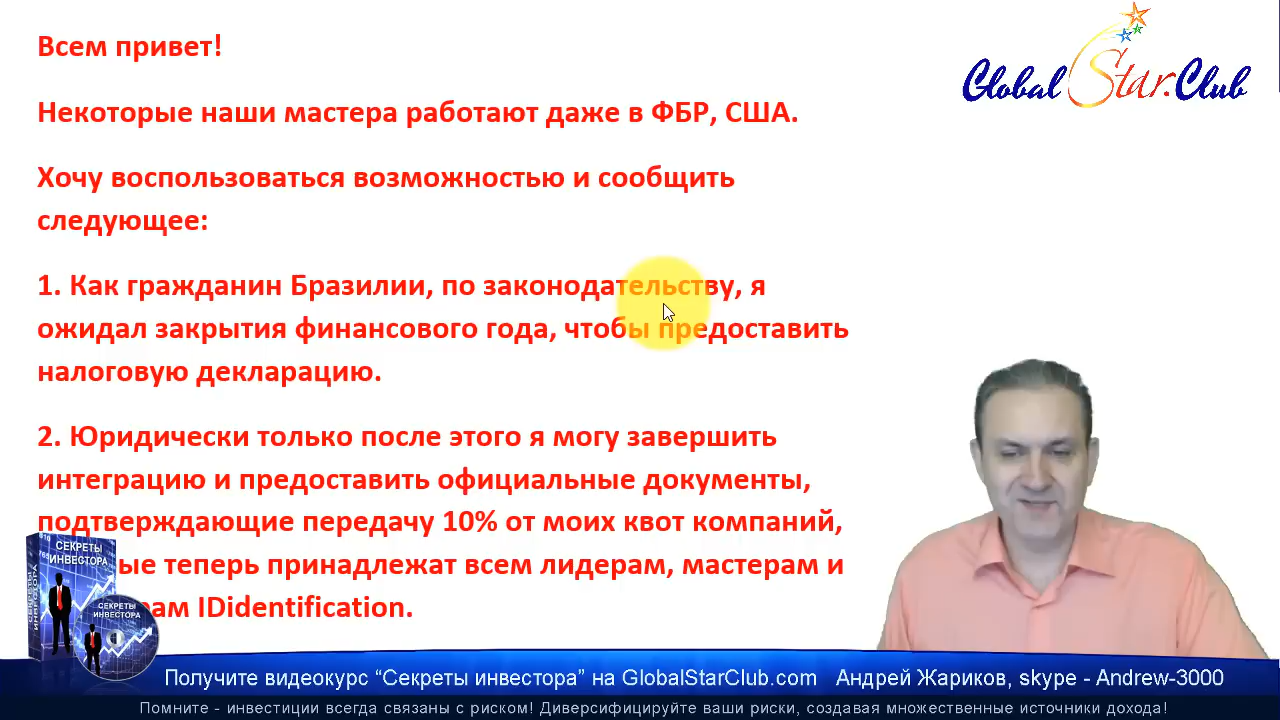 Всем привет!
Global Star.Club
Некоторые наши мастера работают даже в ФБР, США.
Хочу воспользоваться возможностью и сообщить
следующее:
1. Как гражданин Бразилии, по законодательству, я
ожидал закрытия финансового года, чтобы предоставить
налоговую декларацию.
2. Юридически только после этого я могу завершить
интеграцию и предоставить официальные документы,
подтверждающие передачу 10% от моих квот компаний,
ые теперь принадлежат всем лидерам, мастерам и
рам IDidentification.
СЕКРЕТЫ
ИНВЕСТОРА
СЕКРЕТЫ
ИНВЕСТОРА
Получите видеокурс “Секреты инвестора” на GlobalStarClub.com Андрей Жариков, skype - Andrew-3000
Помните - инвестиции всегда связаны с риском! Диверсифицируйте ваши риски, создавая множественные источники дохода!